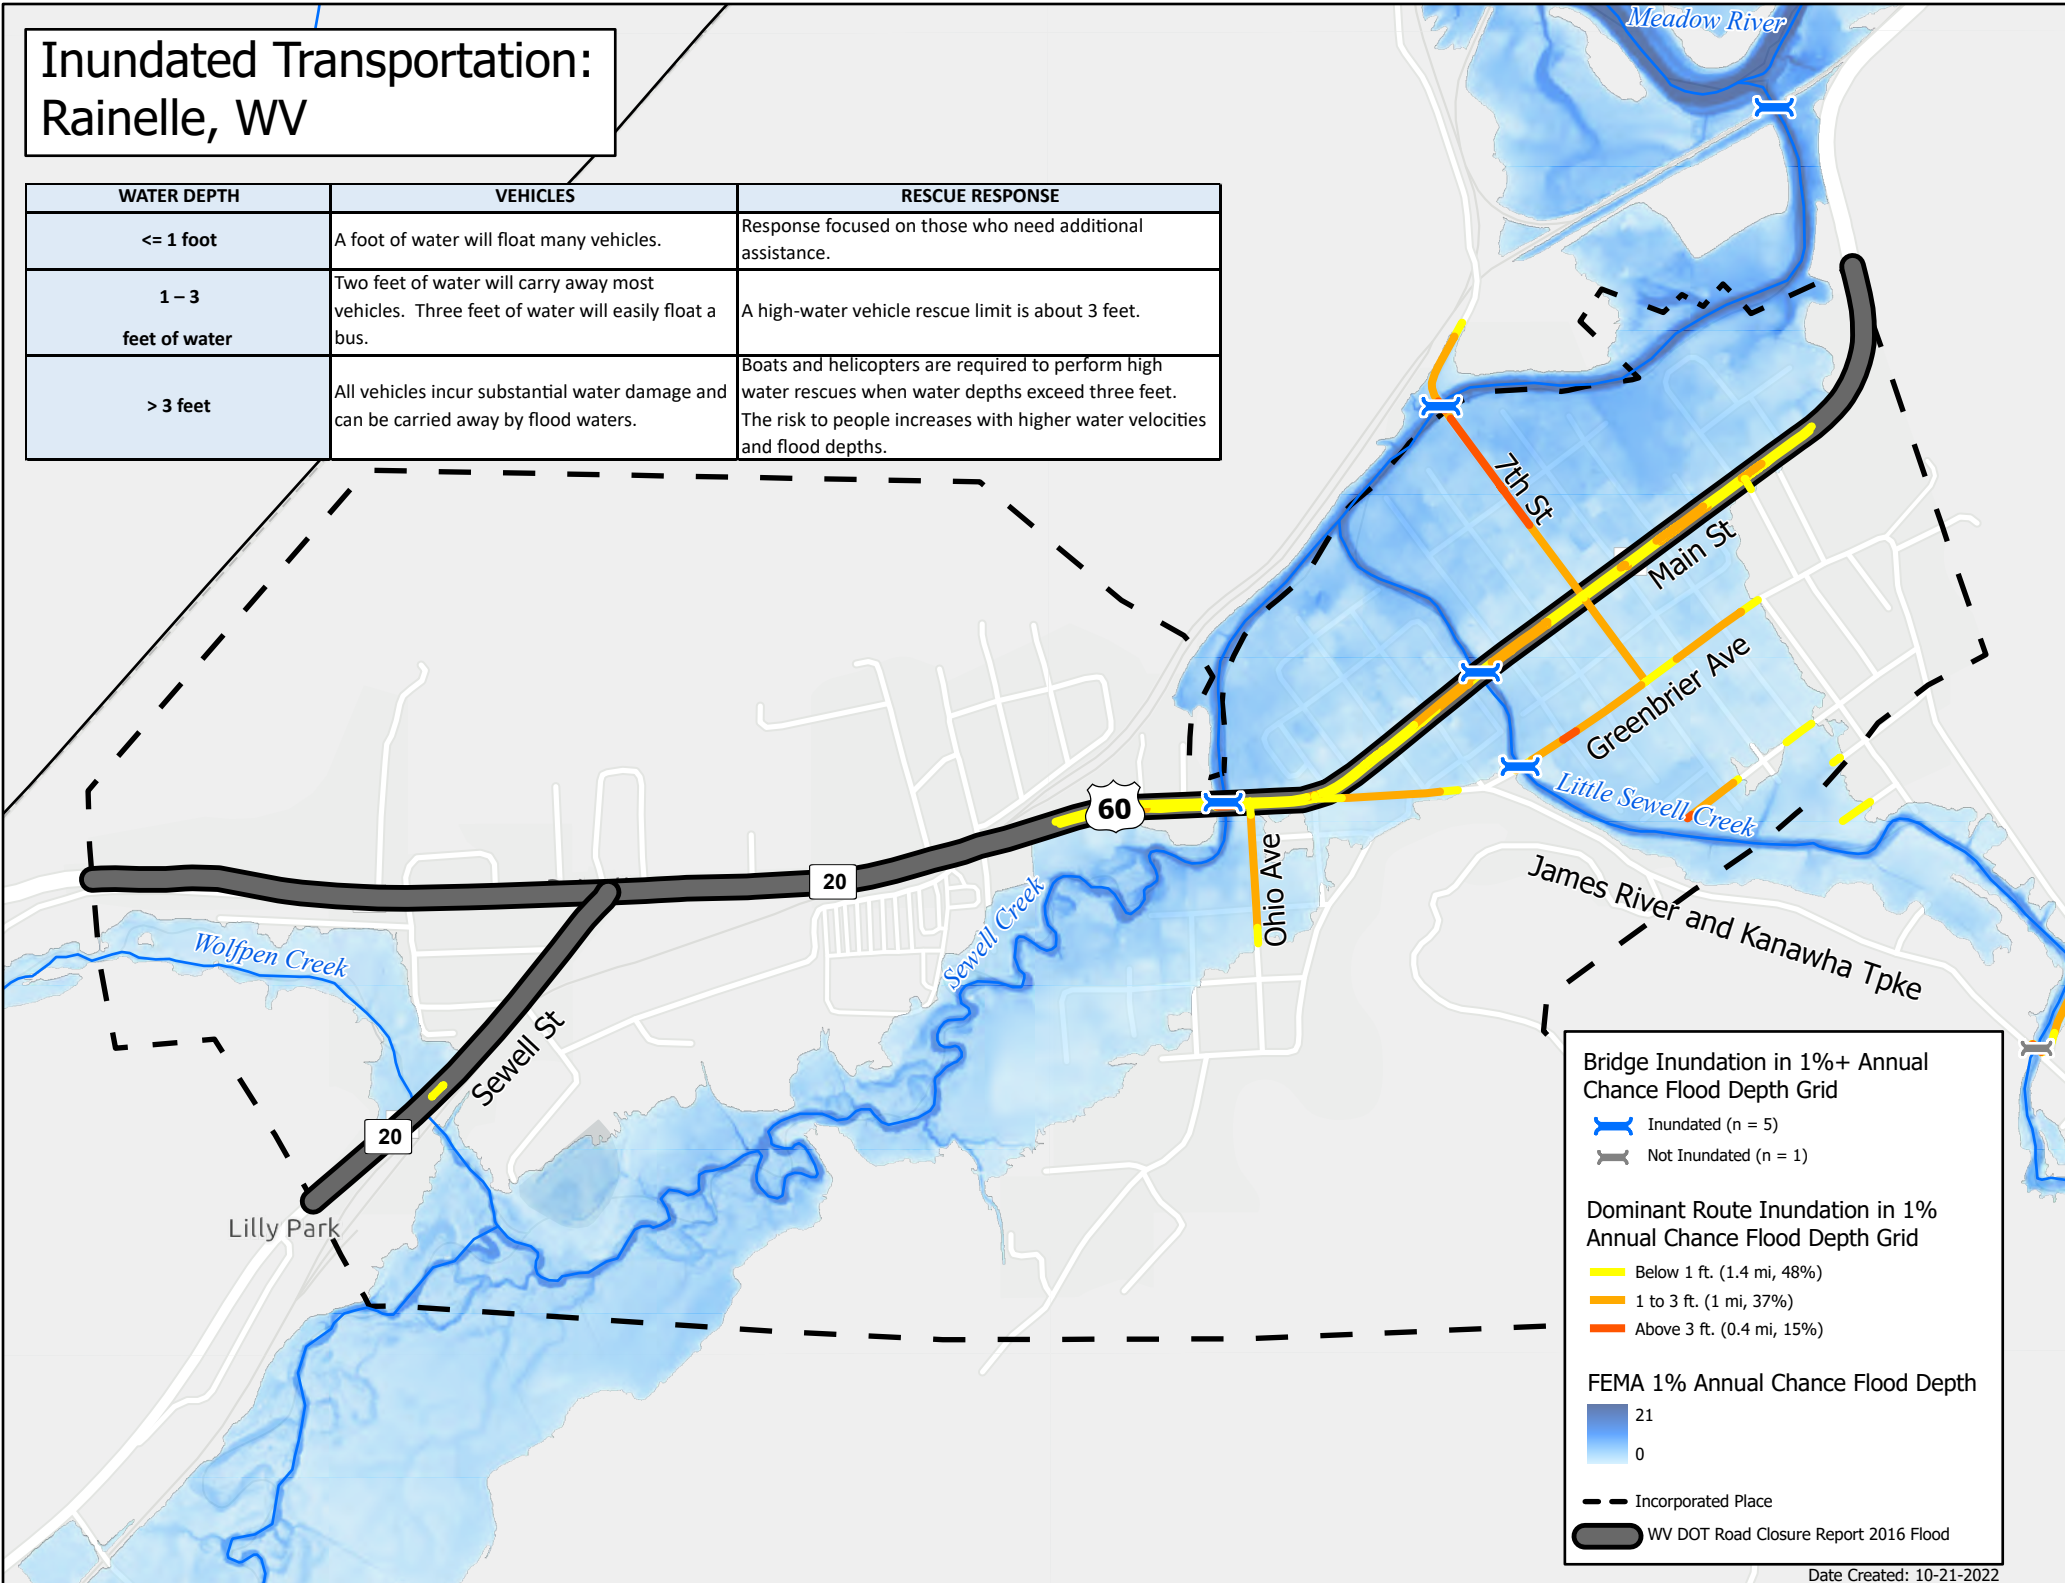 Inundated Transportation:
Rainelle, WV
WATER DEPTH
VEHICLES
RESCUE RESPONSE
<= 1 foot
A foot of water will float many vehicles.
Response focused on those who need additional
assistance.
1 – 3
feet of water
Two feet of water will carry away most
vehicles. Three feet of water will easily float a
bus.
A high-water vehicle rescue limit is about 3 feet.
> 3 feet
All vehicles incur substantial water damage and
can be carried away by flood waters.
Boats and helicopters are required to perform high
water rescues when water depths exceed three feet.
The risk to people increases with higher water velocities
and flood depths.
Meadow River
7th St
Main St
Greenbrier Ave
Little Sewell Creek
60
20
Ohio Ave
James River and Kanawha Tpke
Sewell Creek
Wolfpen Creek
Sewell St
20
Lilly Park
Bridge Inundation in 1%+ Annual
Chance Flood Depth Grid
Inundated (n = 5)
Not Inundated (n = 1)
Dominant Route Inundation in 1%
Annual Chance Flood Depth Grid
Below 1 ft. (1.4 mi, 48%)
1 to 3 ft. (1 mi, 37%)
Above 3 ft. (0.4 mi, 15%)
FEMA 1% Annual Chance Flood Depth
21
0
Incorporated Place
WV DOT Road Closure Report 2016 Flood
Date Created: 10-21-2022